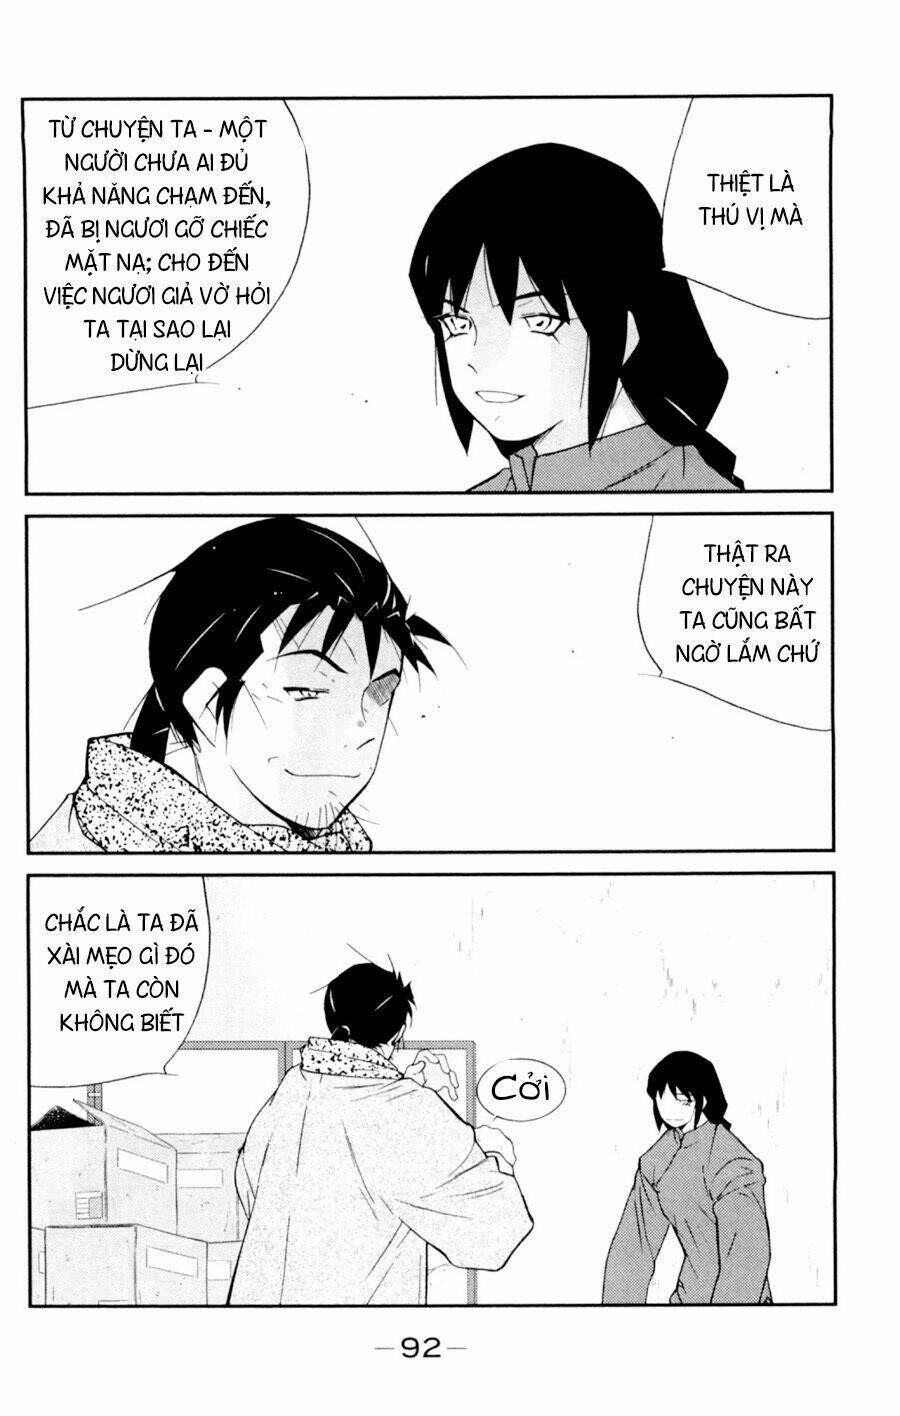 THIỆT LÀ
THÚ VỊ MÀ
TỪ CHUYỆN TA - MỘT
NGƯỜI CHƯA AI ĐỦ
KHẢ NĂNG CHẠM ĐẾN,
ĐÃ BỊ NGƯƠI GỠ CHIẾC
MẶT NẠ; CHO ĐẾN
VIỆC NGƯƠI GIẢ VỜ HỎI
TA TẠI SAO LẠI
DỪNG LẠI
THẬT RA
CHUYỆN NÀY
TA CŨNG BẤT
NGỜ LẮM CHỨ
CHẮC LÀ TA ĐÃ
XÀI MẸO GÌ ĐÓ
MÀ TA CÒN
KHÔNG BIẾT
CỞI
－92－